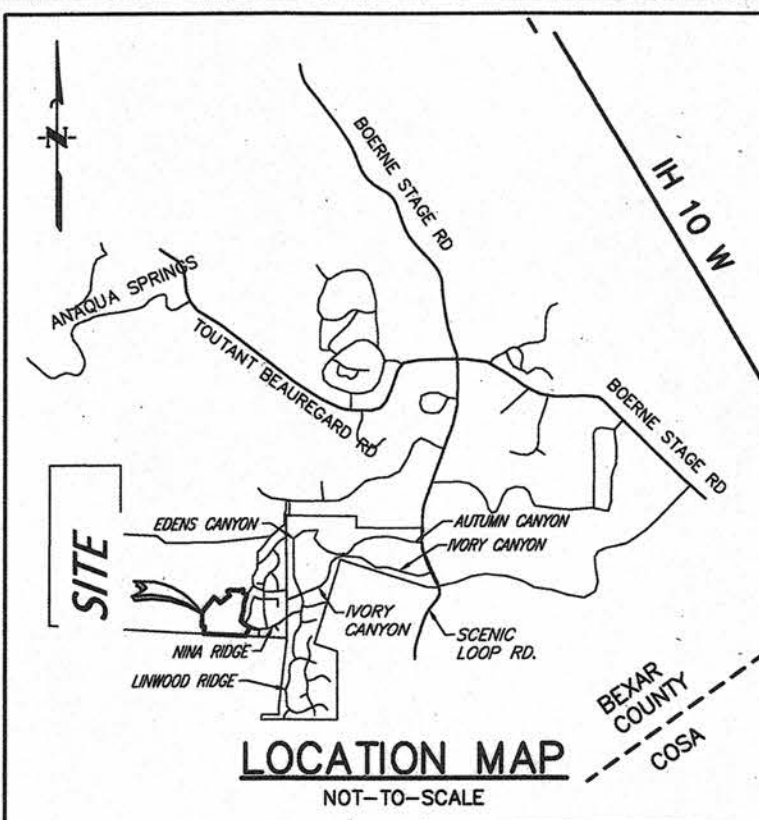 N
BOERNE STAGE RD
IH 10 W
ANAQUA SPRINGS
TOUTANT BEAUREGARD RD
BOERNE STAGE RD
SITE
EDENS CANYON
AUTUMN CANYON
IVORY CANYON
IVORY
CANYON
NINA RIDGE
SCENIC
LOOP RD.
LINWOOD RIDGE
BEXAR
COUNTY
COSA
LOCATION MAP
NOT-TO-SCALE